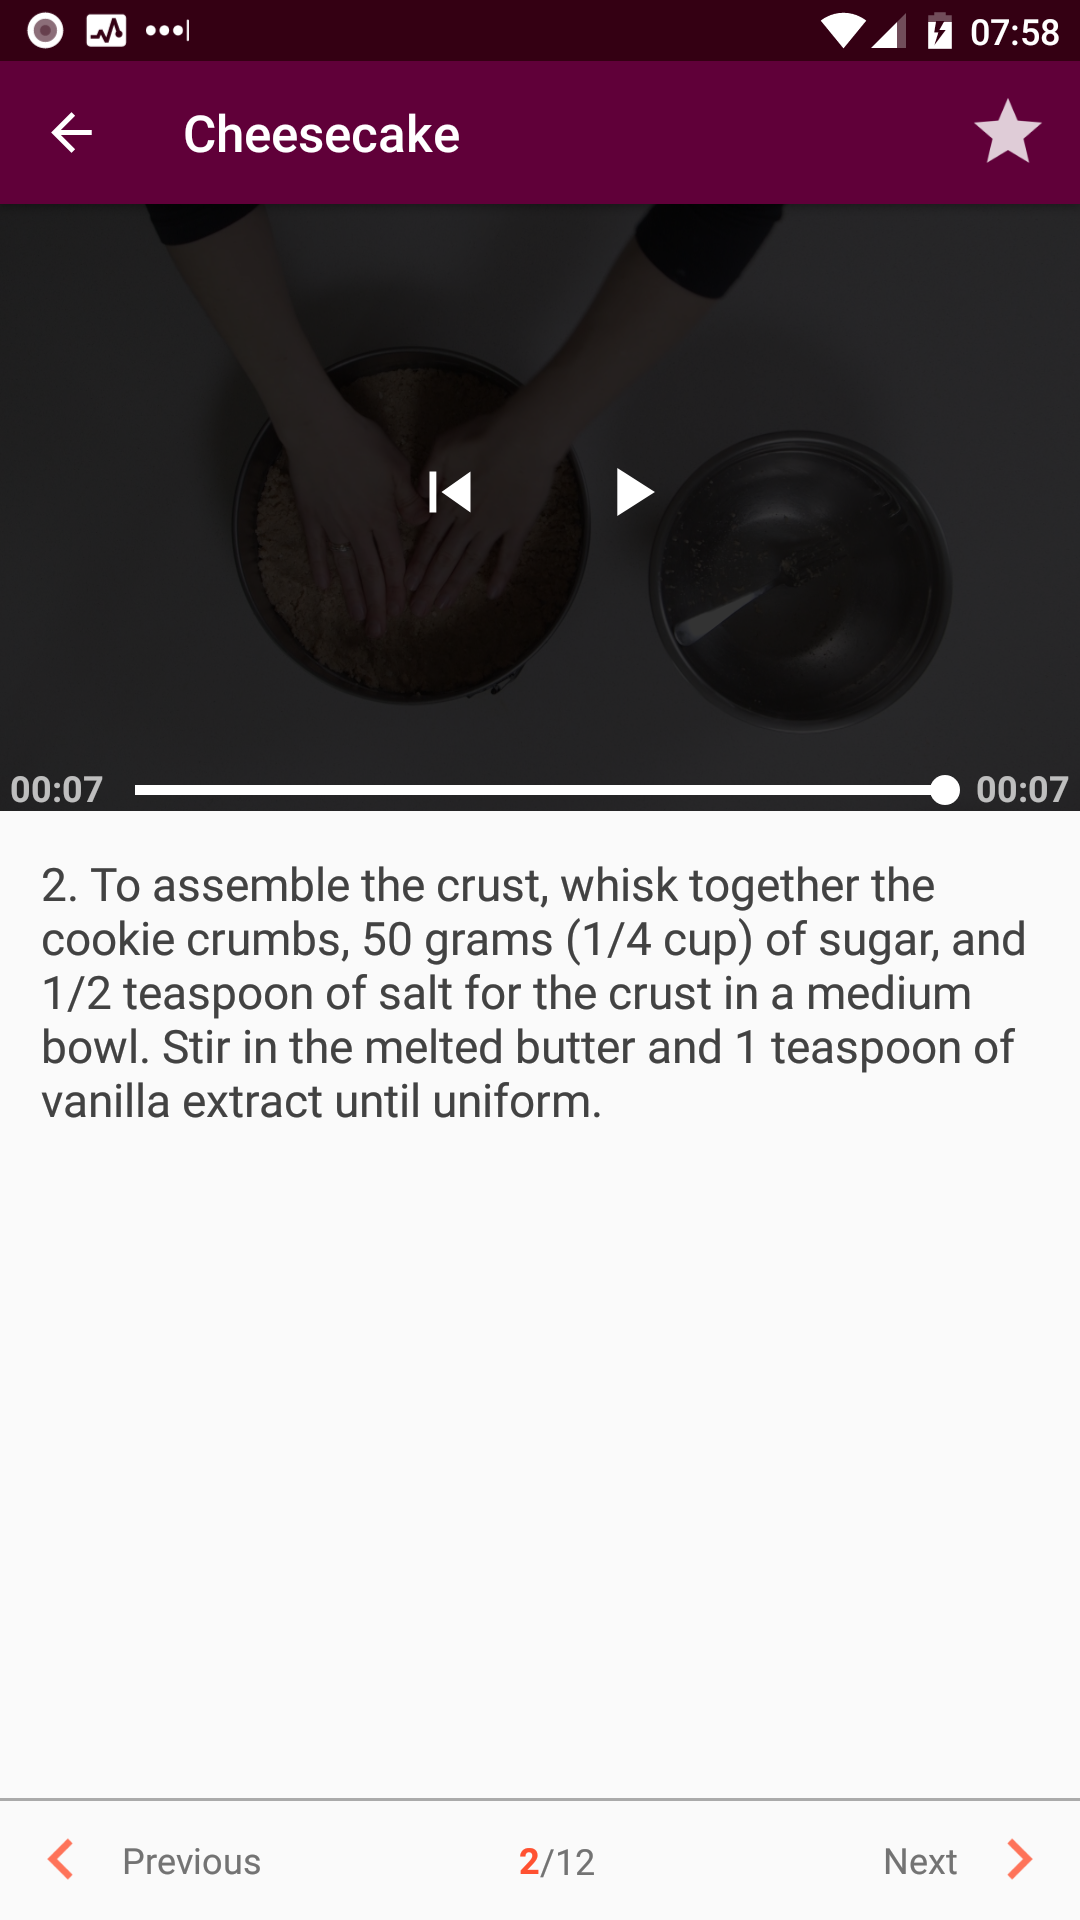 07:58
Cheesecake
00:07 00:07
2. To assemble the crust, whisk together the
cookie crumbs, 50 grams (1/4 cup) of sugar, and
1/2 teaspoon of salt for the crust in a medium
bowl. Stir in the melted butter and 1 teaspoon of
vanilla extract until uniform.
Previous 2/12 Next